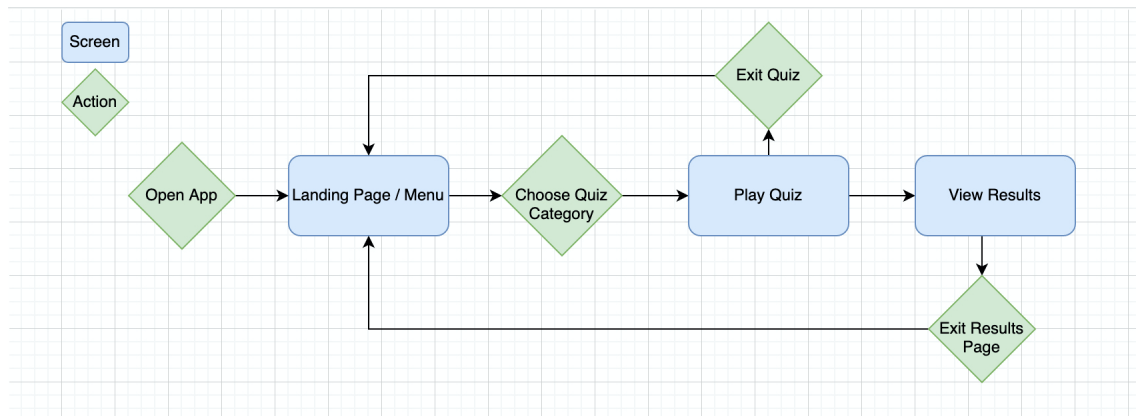 Screen
Action
Exit Quiz
Open App
Landing Page / Menu
Choose Quiz
Category
Play Quiz
View Results
Exit Results
Page